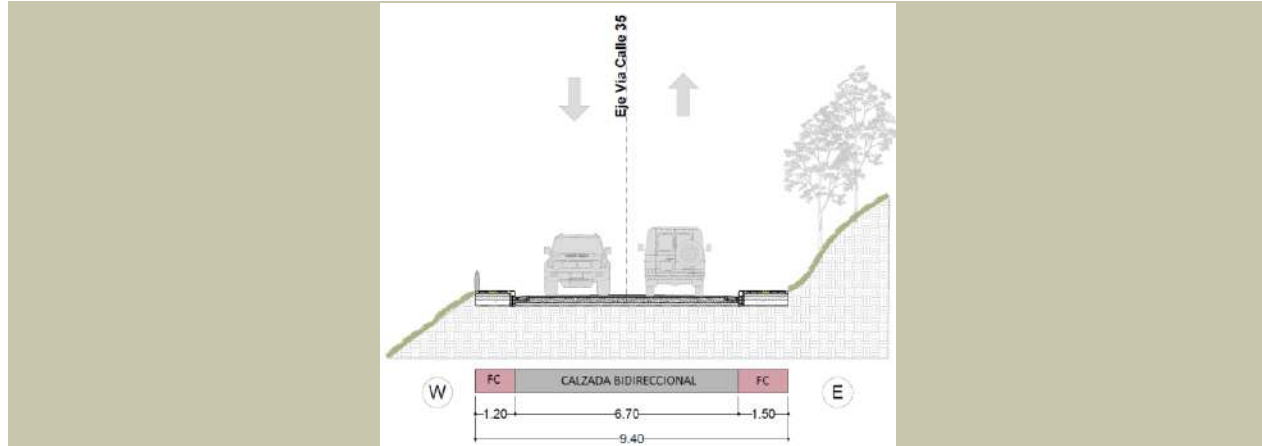 Eje Via Calle 35
FC CALZADA BIDIRECCIONAL FC
W E
1.20 6.70 1.50
9.40